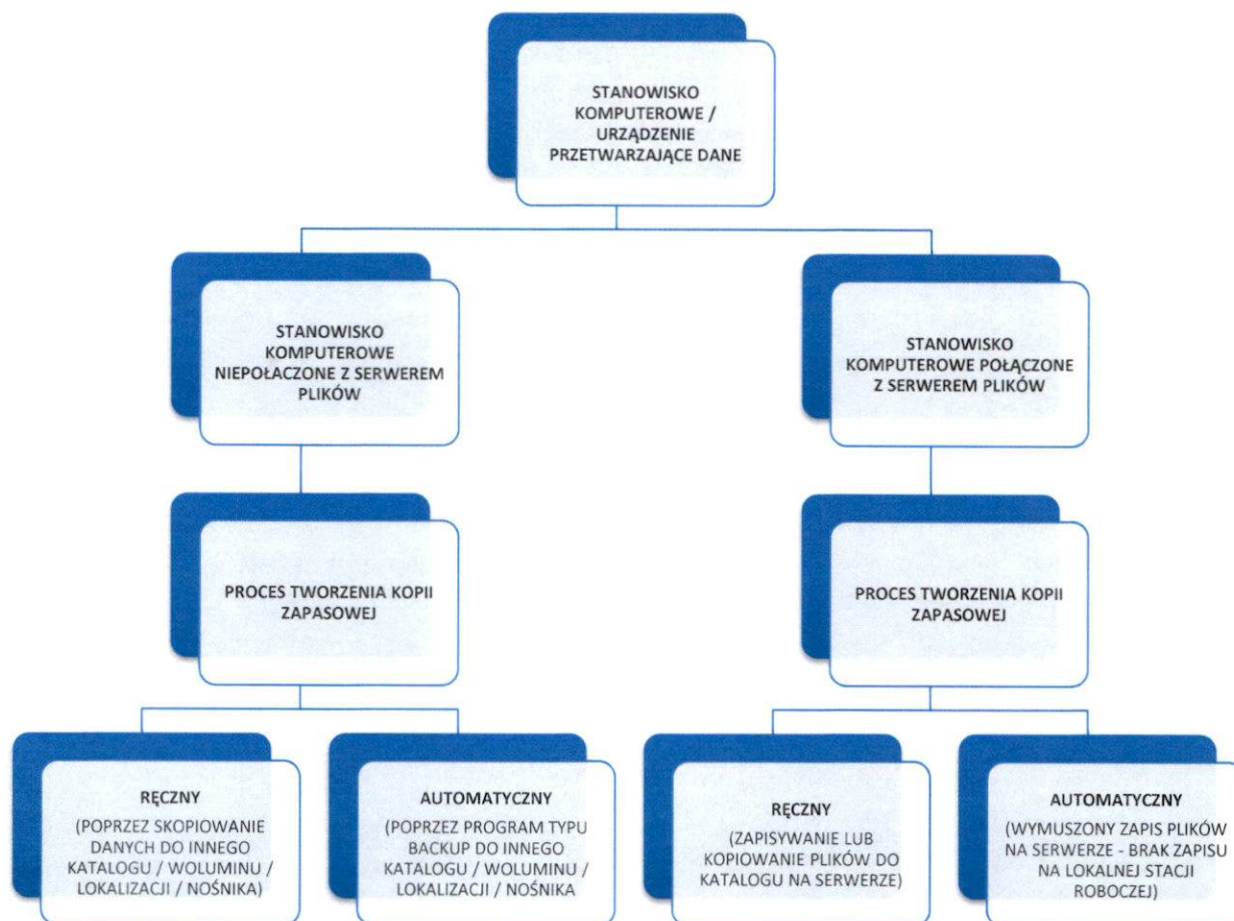 STANOWISKO
KOMPUTEROWE /
URZĄDZENIE
PRZETWARZAJĄCE DANE
STANOWISKO
KOMPUTEROWE
NIEPOŁACZONE Z SERWEREM
PLIKÓW
STANOWISKO
KOMPUTEROWE POŁĄCZONE
Z SERWEREM PLIKÓW
PROCES TWORZENIA KOPII
ZAPASOWEJ
PROCES TWORZENIA KOPII
ZAPASOWEJ
RĘCZNY
(POPRZEZ SKOPIOWANIE
DANYCH DO INNEGO
KATALOGU / WOLUMINU /
LOKALIZACJI / NOŚNIKA)
AUTOMATYCZNY
(POPRZEZ PROGRAM TYPU
BACKUP DO INNEGO
KATALOGU / WOLUMINU
/ LOKALIZACJI / NOŚNIKA
RĘCZNY
(ZAPISYWANIE LUB
KOPIOWANIE PLIKÓW DO
KATALOGU NA SERWERZE)
AUTOMATYCZNY
(WYMUSZONY ZAPIS PLIKÓW
NA SERWERZE - BRAK ZAPISU
NA LOKALNEJ STACJI
ROBOCZEJ)